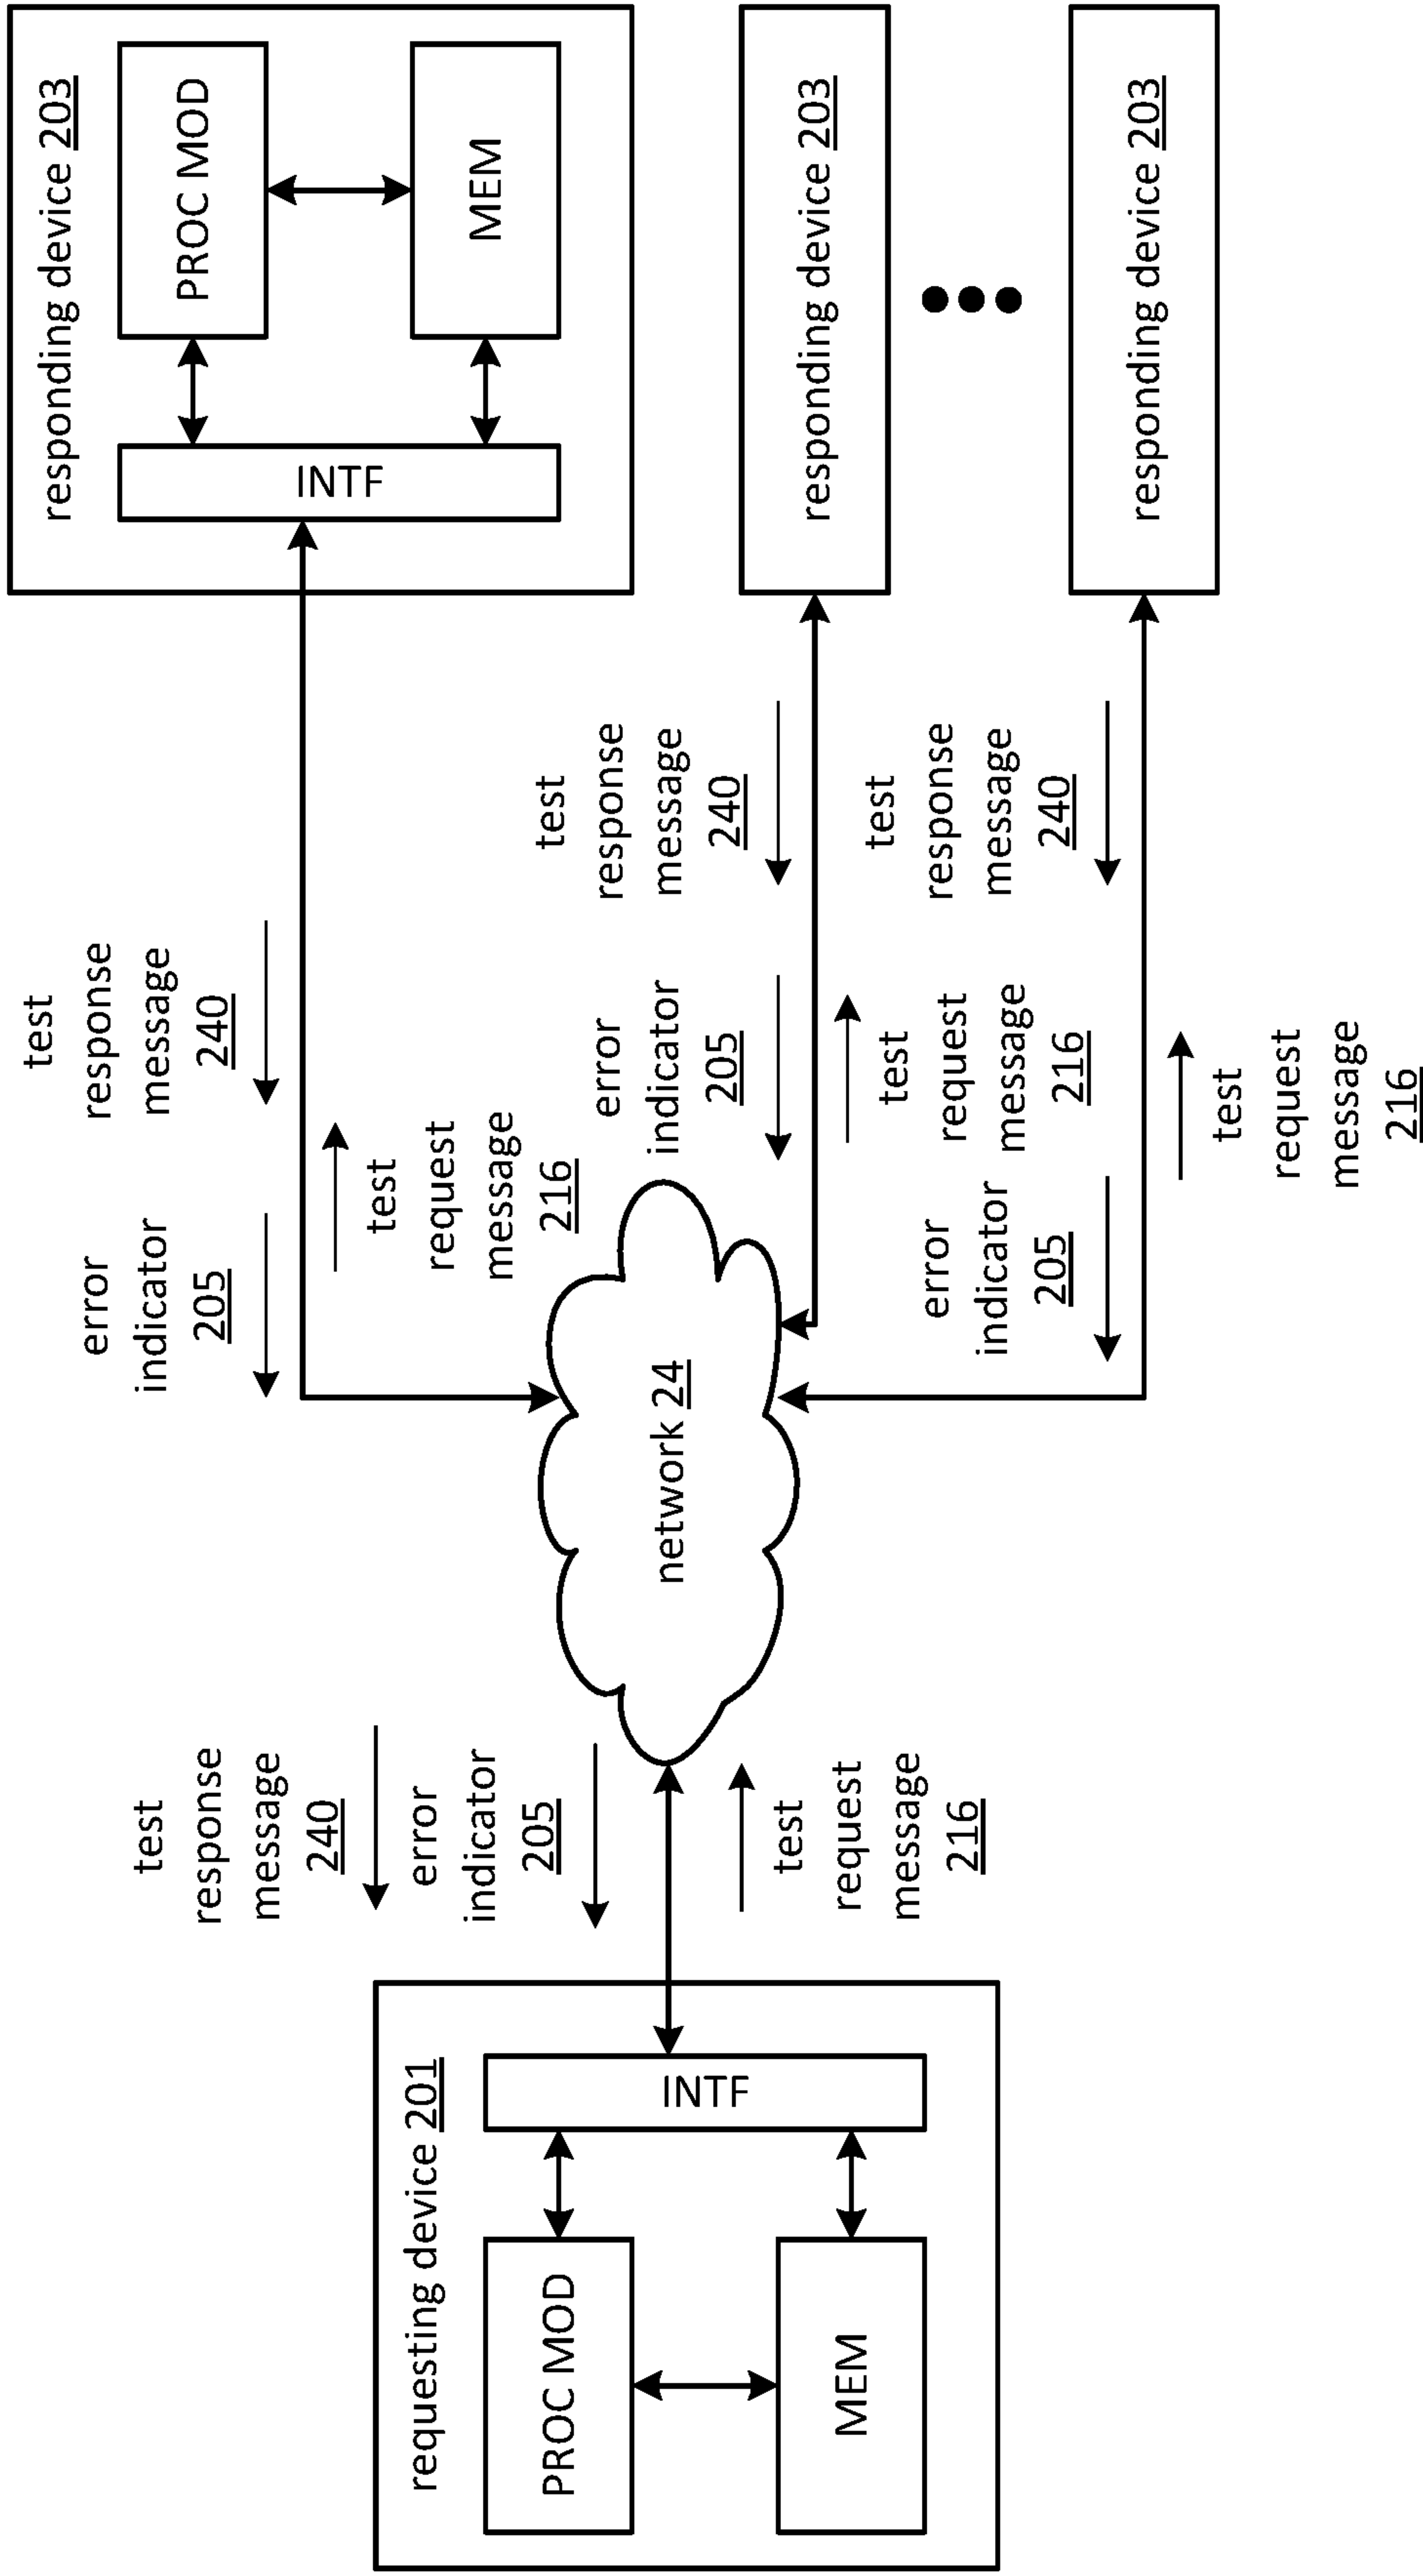 requesting device 201
PROC MOD
MEM
INTF
test
response
message
240
error
indicator
205
test
request
message
216
network 24
error
indicator
205
test
response
message
240
test
request
message
216
responding device 203
INTF
PROC MOD
MEM
error
indicator
205
test
response
message
240
test
request
message
216
responding device 203
error
indicator
205
test
response
message
240
test
request
message
216
responding device 203